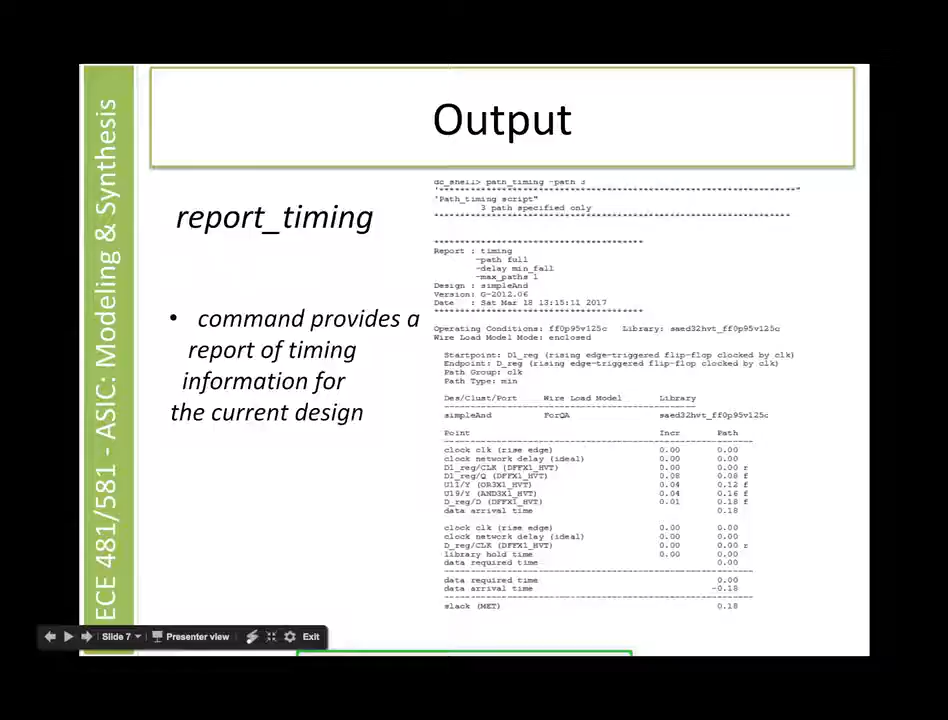 Output
ECE 481/581 - ASIC: Modeling & Synthesis
report_timing
• command provides a
report of timing
information for
the current design
dc_shell> path_timing -path 3
"Path_timing script"
3 path specified only
****************************************
Report : timing
-path full
-delay min_fall
-max_paths 1
Design : simpleAnd
Version: G-2012.06
Date : Sat Mar 18 13:15:11 2017
****************************************
Operating Conditions: ff0p95v125c Library: saed32hvt_ff0p95v125c
Wire Load Model Mode: enclosed
Startpoint: D1_reg (rising edge-triggered flip-flop clocked by clk)
Endpoint: D_reg (rising edge-triggered flip-flop clocked by clk)
Path Group: clk
Path Type: min
Des/Clust/Port Wire Load Model Library
simpleAnd ForQA saed32hvt_ff0p95v125c
Point Incr Path
clock clk (rise edge) 0.00 0.00
clock network delay (ideal) 0.00 0.00
D1_reg/CLK (DFFX1_HVT) 0.00 0.00 r
D1_reg/Q (DFFX1_HVT) 0.08 0.08 f
U11/Y (OR3X1_HVT) 0.04 0.12 f
U19/Y (AND3X1_HVT) 0.04 0.16 f
D_reg/D (DFFX1_HVT) 0.01 0.18 f
data arrival time 0.18
clock clk (rise edge) 0.00 0.00
clock network delay (ideal) 0.00 0.00
D_reg/CLK (DFFX1_HVT) 0.00 0.00 r
library hold time 0.00 0.00
data required time 0.00
data required time 0.00
data arrival time -0.18
slack (MET) 0.18
Slide 7
Presenter view
Exit